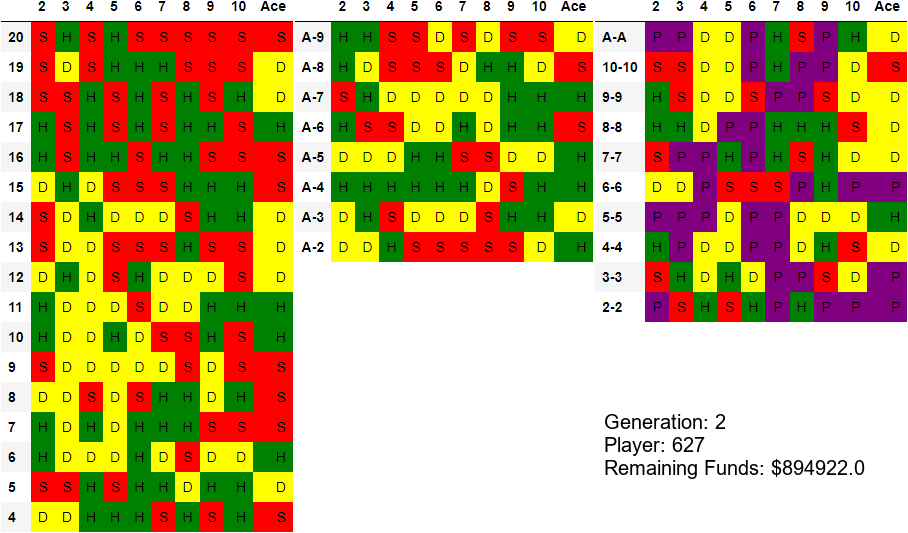 2 3 4 5 6 7 8 9 10 Ace
20 S H S H S S S S S S
19 S D S H H H S S S D
18 S S H S H S H S H D
17 H S H S H S H H S H
16 H S H H S H H S S S
15 D H D S S S H H H S
14 S D H D D D S H H D
13 S D D S S S H S S D
12 D H D S H D D D S D
11 H D D D S D D H H H
10 H D D H D S S H S H
9 S D D D D D S D S S
8 D D S D S H H D H S
7 H D H D H H H S S S
6 H D D D H D S D D H
5 S S H S H H D H H D
4 D D H H H S H S H S
2 3 4 5 6 7 8 9 10 Ace
A-9 H H S S D S D S S D
A-8 H D S S S D H H D S
A-7 S H D D D D D H H H
A-6 H S S D D H D H H S
A-5 D D D H H S S D D H
A-4 H H H H H H D S H H
A-3 D H S D D D S H H D
A-2 D D H S S S S S D H
2 3 4 5 6 7 8 9 10 Ace
A-A P P D D P H S P H D
10-10 S S D D P H P P D S
9-9 H S D D S P P S D D
8-8 H H D P P H H H S D
7-7 S P P H P H S H D D
6-6 D D P S S S P H P P
5-5 P P P D P P D D D H
4-4 H P D D P P D H S D
3-3 S H D H D P P S D P
2-2 P S H S H P H P P P
Generation: 2
Player: 627
Remaining Funds: $894922.0